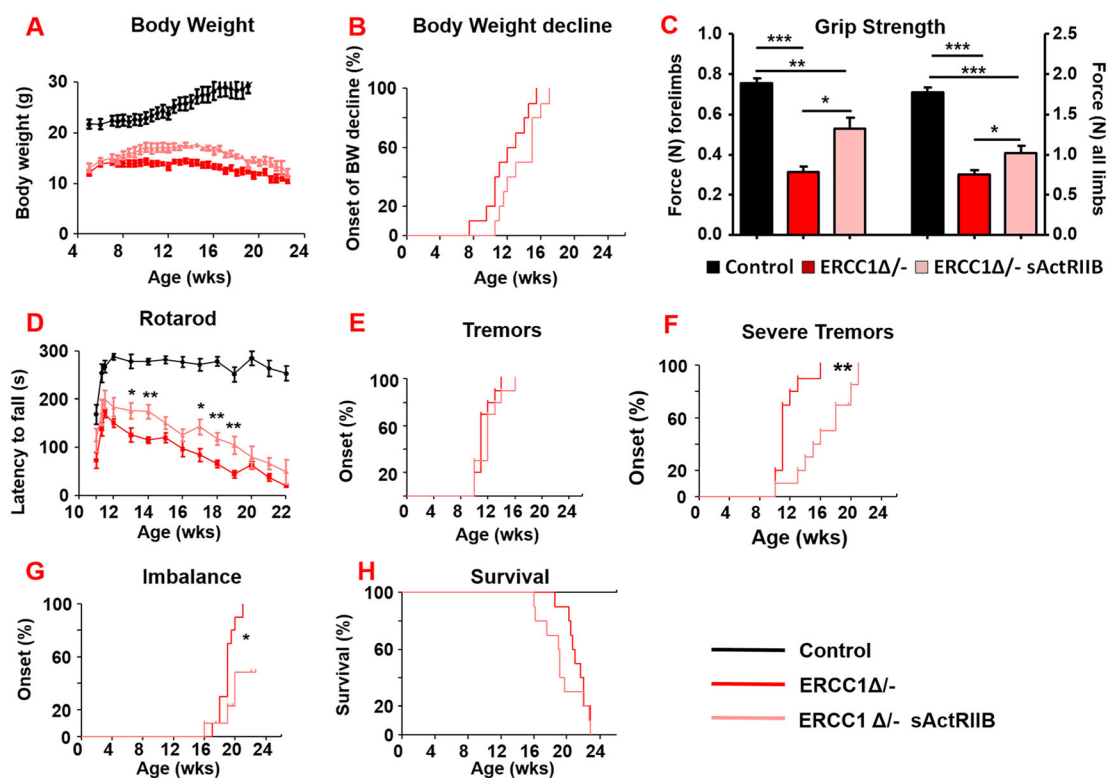 A
Body Weight
Body weight (g)
30
20
10
0
4 8 12 16 20 24
Age (wks)
B
Body Weight decline
Onset of BW decline (%)
100
60
20
0
0 4 8 12 16 20 24
Age (wks)
C
Grip Strength
Force (N) forelimbs
1.0
0.8
0.6
0.4
0.2
0.0
***
**
*
***
***
*
2.5
2.0
1.5
1.0
0.5
0.0
Force (N) all limbs
Control ERCC1Δ/- ERCC1Δ/- sActRIIB
D
Rotarod
Latency to fall (s)
300
200
100
0
* ** * ** **
10 12 14 16 18 20 22
Age (wks)
E
Tremors
Onset (%)
100
60
20
0
0 4 8 12 16 20 24
Age (wks)
F
Severe Tremors
Onset (%)
100
60
20
0
**
0 4 8 12 16 20 24
Age (wks)
G
Imbalance
Onset (%)
100
60
20
0
*
0 4 8 12 16 20 24
Age (wks)
H
Survival
Survival (%)
100
60
20
0
0 4 8 12 16 20 24
Age (wks)
Control
ERCC1Δ/-
ERCC1 Δ/- sActRIIB